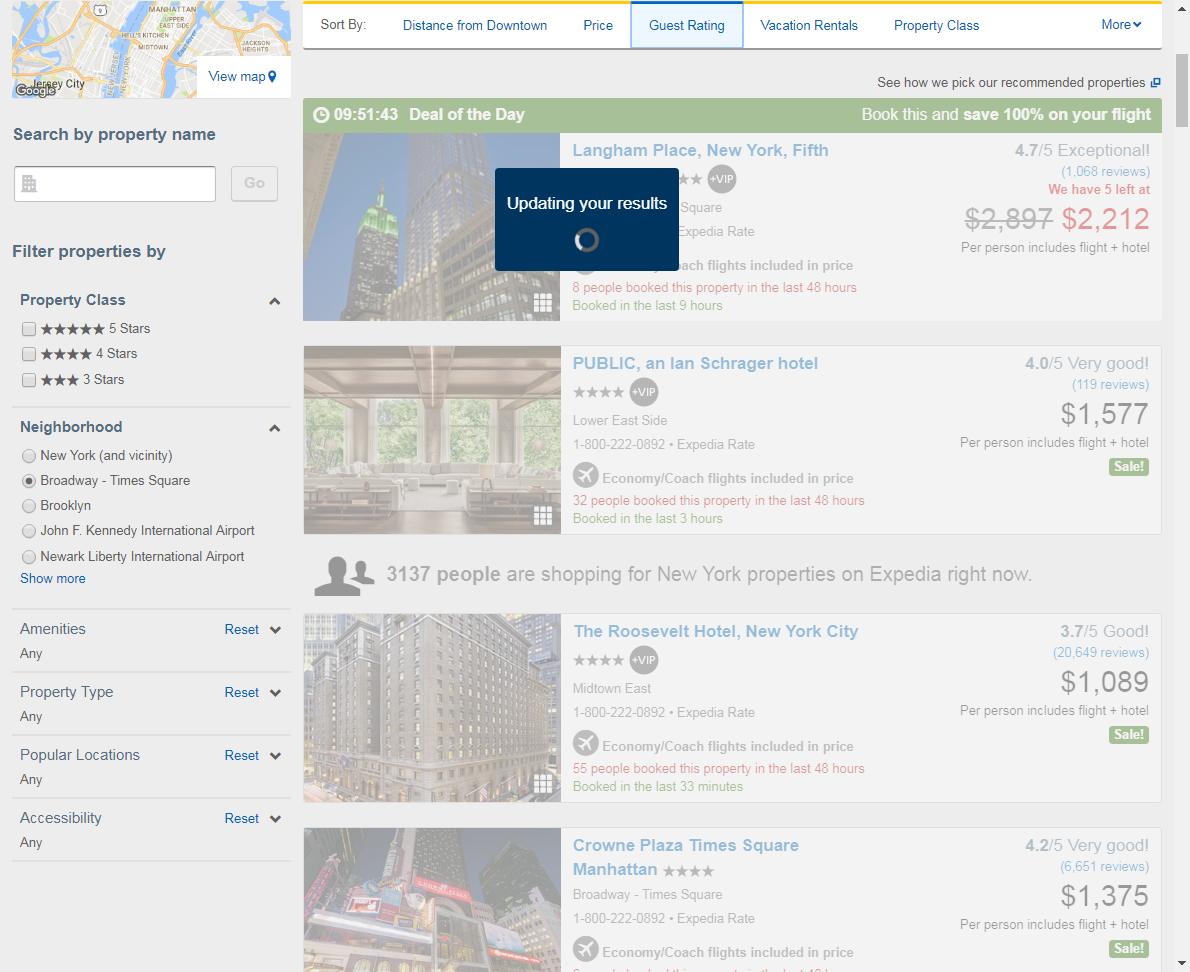 MANHATTAN
UPPER
EAST SIDE
HELL'S KITCHEN
MIDTOWN
JACKSON
HEIGHTS
NEW JERSEY
NEW YORK
Jersey City
Google
View map
Search by property name
Go
Filter properties by
Property Class
★★★★★ 5 Stars
★★★★ 4 Stars
★★★ 3 Stars
Neighborhood
New York (and vicinity)
Broadway - Times Square
Brooklyn
John F. Kennedy International Airport
Newark Liberty International Airport
Show more
Amenities Reset
Any
Property Type Reset
Any
Popular Locations Reset
Any
Accessibility Reset
Any
Sort By: Distance from Downtown Price Guest Rating Vacation Rentals Property Class More
See how we pick our recommended properties
09:51:43 Deal of the Day Book this and save 100% on your flight
Langham Place, New York, Fifth
+VIP
Square
Expedia Rate
ach flights included in price
8 people booked this property in the last 48 hours
Booked in the last 9 hours
4.7/5 Exceptional!
(1,068 reviews)
We have 5 left at
$2,897 $2,212
Per person includes flight + hotel
Updating your results
PUBLIC, an Ian Schrager hotel
★★★★ +VIP
Lower East Side
1-800-222-0892 • Expedia Rate
Economy/Coach flights included in price
32 people booked this property in the last 48 hours
Booked in the last 3 hours
4.0/5 Very good!
(119 reviews)
$1,577
Per person includes flight + hotel
Sale!
3137 people are shopping for New York properties on Expedia right now.
The Roosevelt Hotel, New York City
★★★★ +VIP
Midtown East
1-800-222-0892 • Expedia Rate
Economy/Coach flights included in price
55 people booked this property in the last 48 hours
Booked in the last 33 minutes
3.7/5 Good!
(20,649 reviews)
$1,089
Per person includes flight + hotel
Sale!
Crowne Plaza Times Square
Manhattan ★★★★
Broadway - Times Square
1-800-222-0892 • Expedia Rate
Economy/Coach flights included in price
4.2/5 Very good!
(6,651 reviews)
$1,375
Per person includes flight + hotel
Sale!